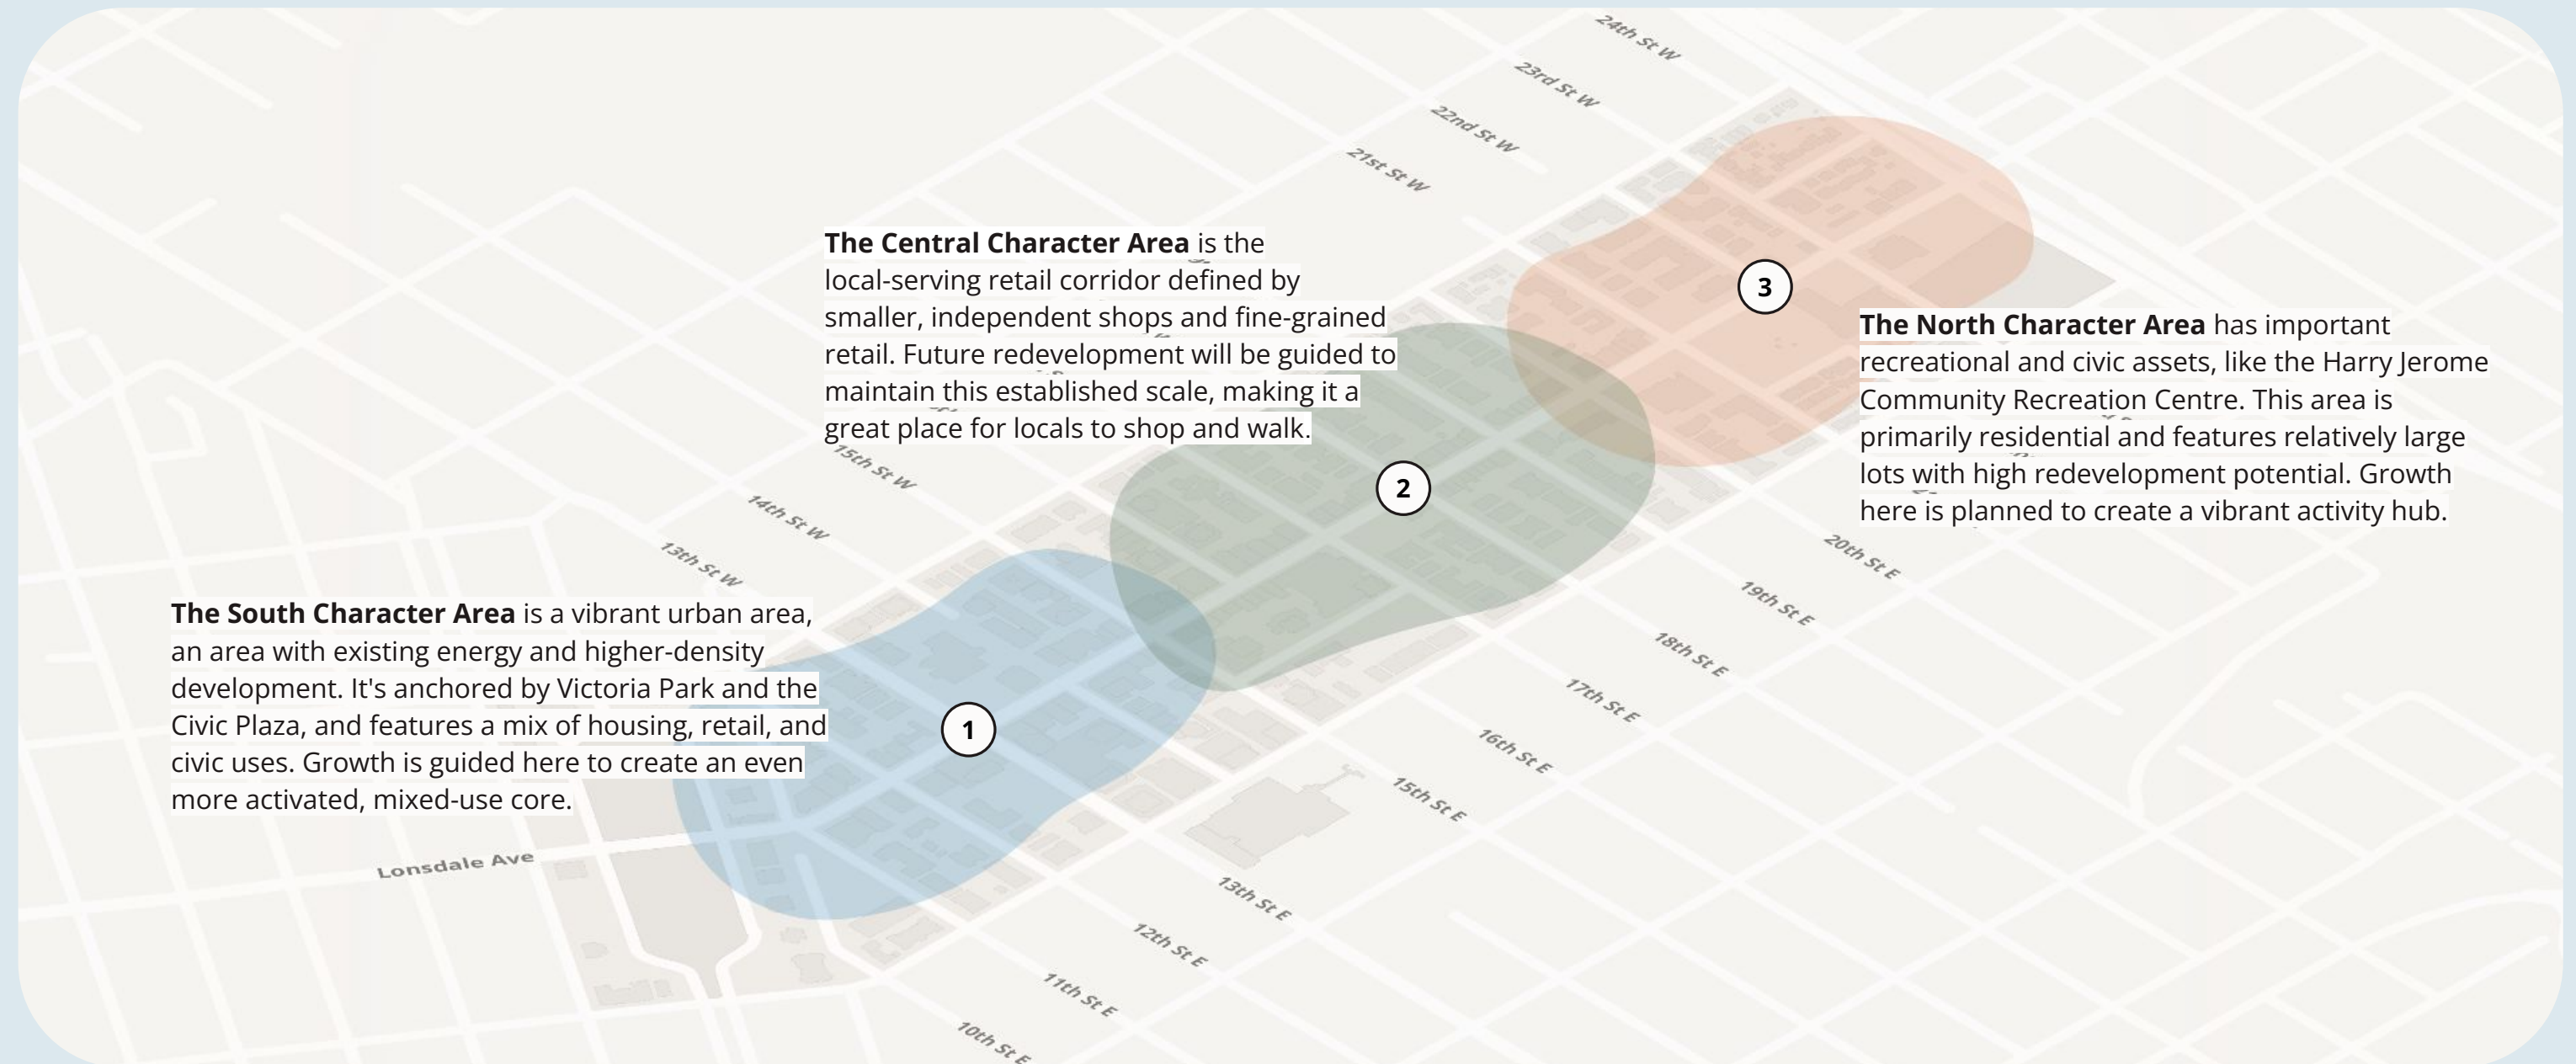 24th St W
23rd St W
22nd St W
21st St W
The Central Character Area is the
local-serving retail corridor defined by
smaller, independent shops and fine-grained
retail. Future redevelopment will be guided to
maintain this established scale, making it a
great place for locals to shop and walk.
3
The North Character Area has important
recreational and civic assets, like the Harry Jerome
Community Recreation Centre. This area is
primarily residential and features relatively large
lots with high redevelopment potential. Growth
here is planned to create a vibrant activity hub.
2
15th St W
14th St W
13th St W
The South Character Area is a vibrant urban area,
an area with existing energy and higher-density
development. It's anchored by Victoria Park and the
Civic Plaza, and features a mix of housing, retail, and
civic uses. Growth is guided here to create an even
more activated, mixed-use core.
1
Lonsdale Ave
20th St E
19th St E
18th St E
17th St E
16th St E
15th St E
13th St E
12th St E
11th St E
10th St E